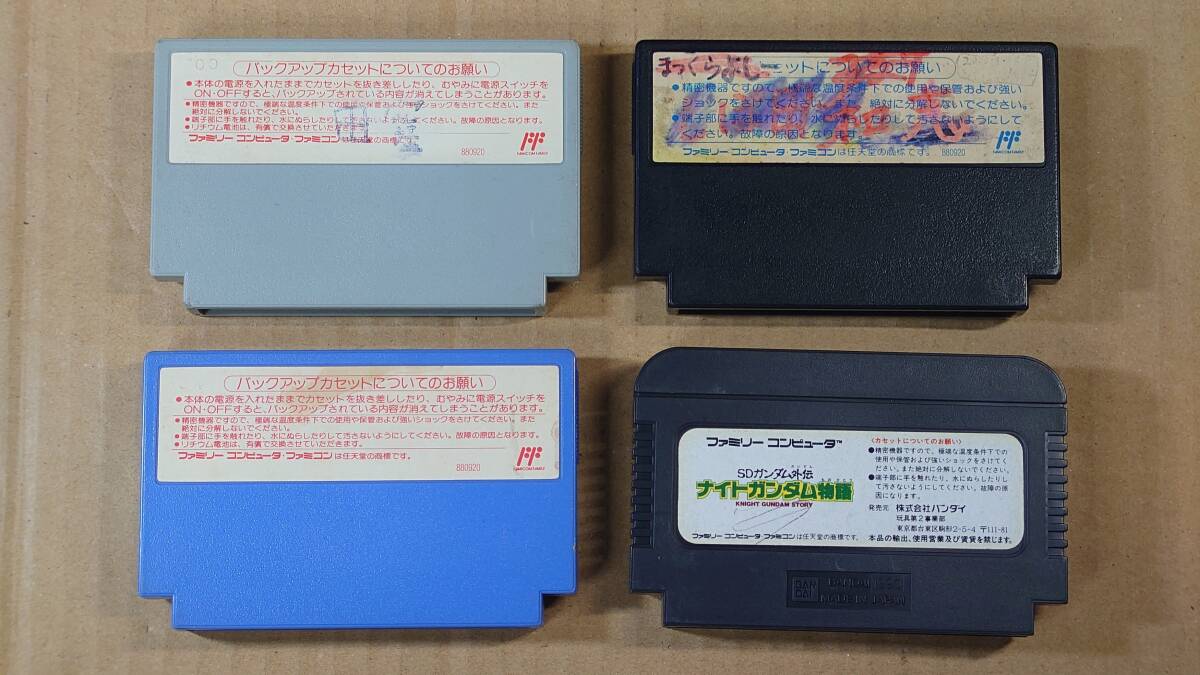 バックアップカセットについてのお願い
●本体の電源を入れたままでカセットを抜き差ししたり、むやみに電源スイッチを
ON・OFFすると、バックアップされている内容が消えてしまうことがあります。
●精密機器ですので、極端な温度条件下での使用や保管および強いショックをさけてください。また
絶対に分解しないでください。
●端子部に手を触れたり、水にぬらしたりして汚さないようにしてください。故障の原因となります。
●リチウム電池は、有償で交換させていただきます。
ファミリー コンピュータ・ファミコンは任天堂の商標です。
880920
FAMICOM FAMILY
まっくらよし
セットについてのお願い
●精密機器ですので、極端な温度条件下での使用や保管および強い
ショックをさけてください。また、絶対に分解しないでください。
●端子部に手を触れたり、水にぬらしたりして汚さないようにして
ください。故障の原因となります。
ファミリー コンピュータ・ファミコンは任天堂の商標です。 880920
FAMICOM FAMILY
バックアップカセットについてのお願い
●本体の電源を入れたままでカセットを抜き差ししたり、むやみに電源スイッチを
ON・OFFすると、バックアップされている内容が消えてしまうことがあります。
●精密機器ですので、極端な温度条件下での使用や保管および強いショックをさけてください。また
絶対に分解しないでください。
●端子部に手を触れたり、水にぬらしたりして汚さないようにしてください。故障の原因となります。
●リチウム電池は、有償で交換させていただきます。
ファミリー コンピュータ・ファミコンは任天堂の商標です。
880920
FAMICOM FAMILY
ファミリー コンピュータ™
SDガンダム外伝
ナイトガンダム物語
KNIGHT GUNDAM STORY
ファミリー コンピュータ ファミコンは任天堂の商標です。
〈カセットについてのお願い〉
●精密機器ですので、極端な温度条件下での
使用や保管および強いショックをさけてく
ださい。また絶対に分解しないでください。
●端子部に手を触れたり、水にぬらしたりし
て汚さないようにしてください。故障の原
因になります。
発売元 株式会社バンダイ
玩具第2事業部
東京都台東区駒形2-5-4 〒111-81
本品の輸出、使用営業及び賃貸を禁じます。
BAN
DAI
BANDAI 1990
MADE IN JAPAN